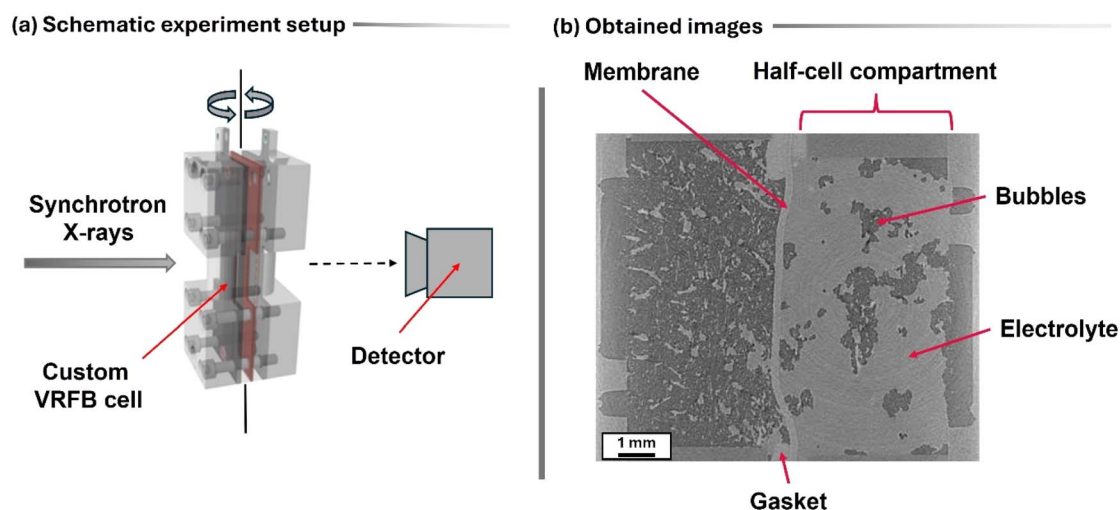 (a) Schematic experiment setup
Synchrotron
X-rays
Custom
VRFB cell
Detector
(b) Obtained images
Membrane
Half-cell compartment
Bubbles
Electrolyte
1 mm
Gasket